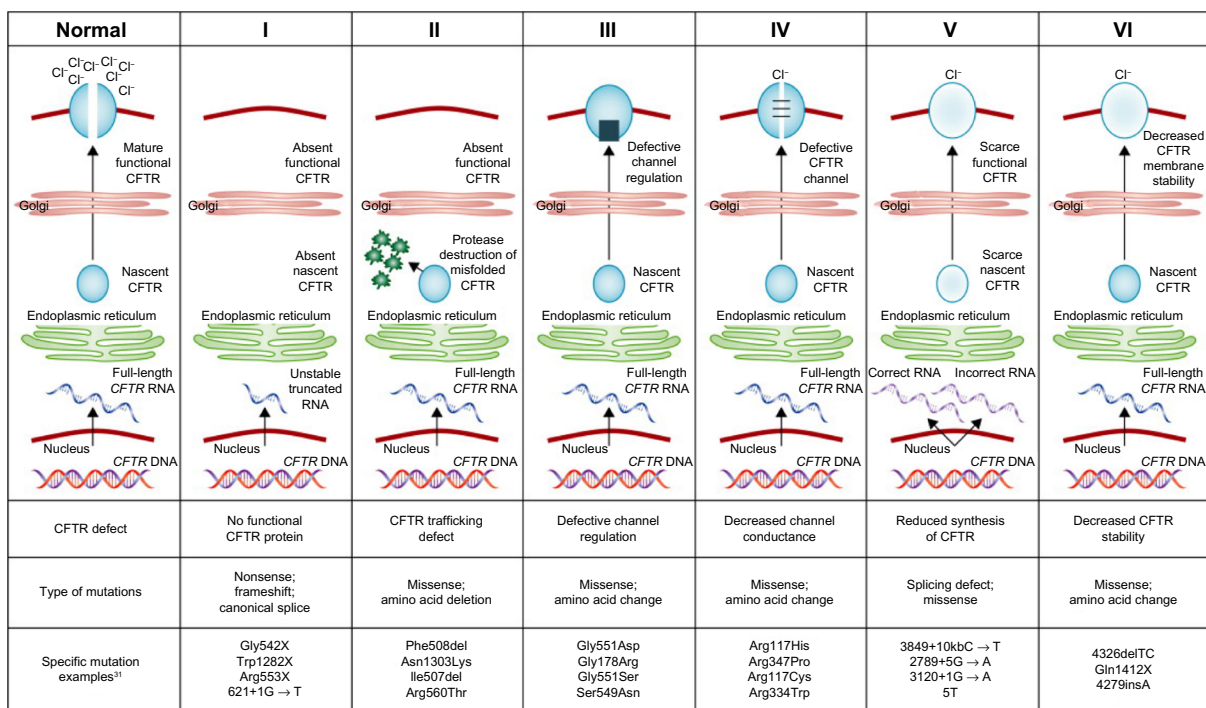 Normal
I
II
III
IV
V
VI
Cl⁻
Cl⁻ Cl⁻ Cl⁻
Cl⁻ Cl⁻
Cl⁻
Mature
functional
CFTR
Golgi
Nascent
CFTR
Endoplasmic reticulum
Full-length
CFTR RNA
Nucleus
CFTR DNA
Absent
functional
CFTR
Absent
nascent
CFTR
Endoplasmic reticulum
Unstable
truncated
RNA
Nucleus
CFTR DNA
Absent
functional
CFTR
Protease
destruction of
misfolded
CFTR
Endoplasmic reticulum
Full-length
CFTR RNA
Nucleus
CFTR DNA
Defective
channel
regulation
Golgi
Nascent
CFTR
Endoplasmic reticulum
Full-length
CFTR RNA
Nucleus
CFTR DNA
Cl⁻
Defective
CFTR
channel
Golgi
Nascent
CFTR
Endoplasmic reticulum
Full-length
CFTR RNA
Nucleus
CFTR DNA
Cl⁻
Scarce
functional
CFTR
Golgi
Scarce
nascent
CFTR
Endoplasmic reticulum
Correct RNA
Incorrect RNA
Nucleus
CFTR DNA
Cl⁻
Decreased
CFTR
membrane
stability
Golgi
Nascent
CFTR
Endoplasmic reticulum
Full-length
CFTR RNA
Nucleus
CFTR DNA
CFTR defect
No functional
CFTR protein
CFTR trafficking
defect
Defective channel
regulation
Decreased channel
conductance
Reduced synthesis
of CFTR
Decreased CFTR
stability
Type of mutations
Nonsense;
frameshift;
canonical splice
Missense;
amino acid deletion
Missense;
amino acid change
Missense;
amino acid change
Splicing defect;
missense
Missense;
amino acid change
Specific mutation
examples³¹
Gly542X
Trp1282X
Arg553X
621+1G → T
Phe508del
Asn1303Lys
Ile507del
Arg560Thr
Gly551Asp
Gly178Arg
Gly551Ser
Ser549Asn
Arg117His
Arg347Pro
Arg117Cys
Arg334Trp
3849+10kbC → T
2789+5G → A
3120+1G → A
5T
4326delTC
Gln1412X
4279insA